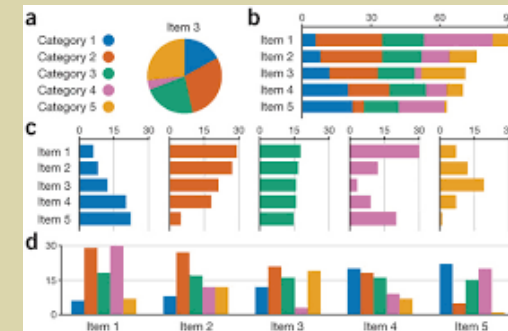 a
Item 3
Category 1
Category 2
Category 3
Category 4
Category 5
b
0 30 60 9
Item 1
Item 2
Item 3
Item 4
Item 5
c
0 15 30 0 15 30 0 15 30 0 15 30 0 15 3
Item 1
Item 2
Item 3
Item 4
Item 5
d
30
15
0
Item 1 Item 2 Item 3 Item 4 Item 5